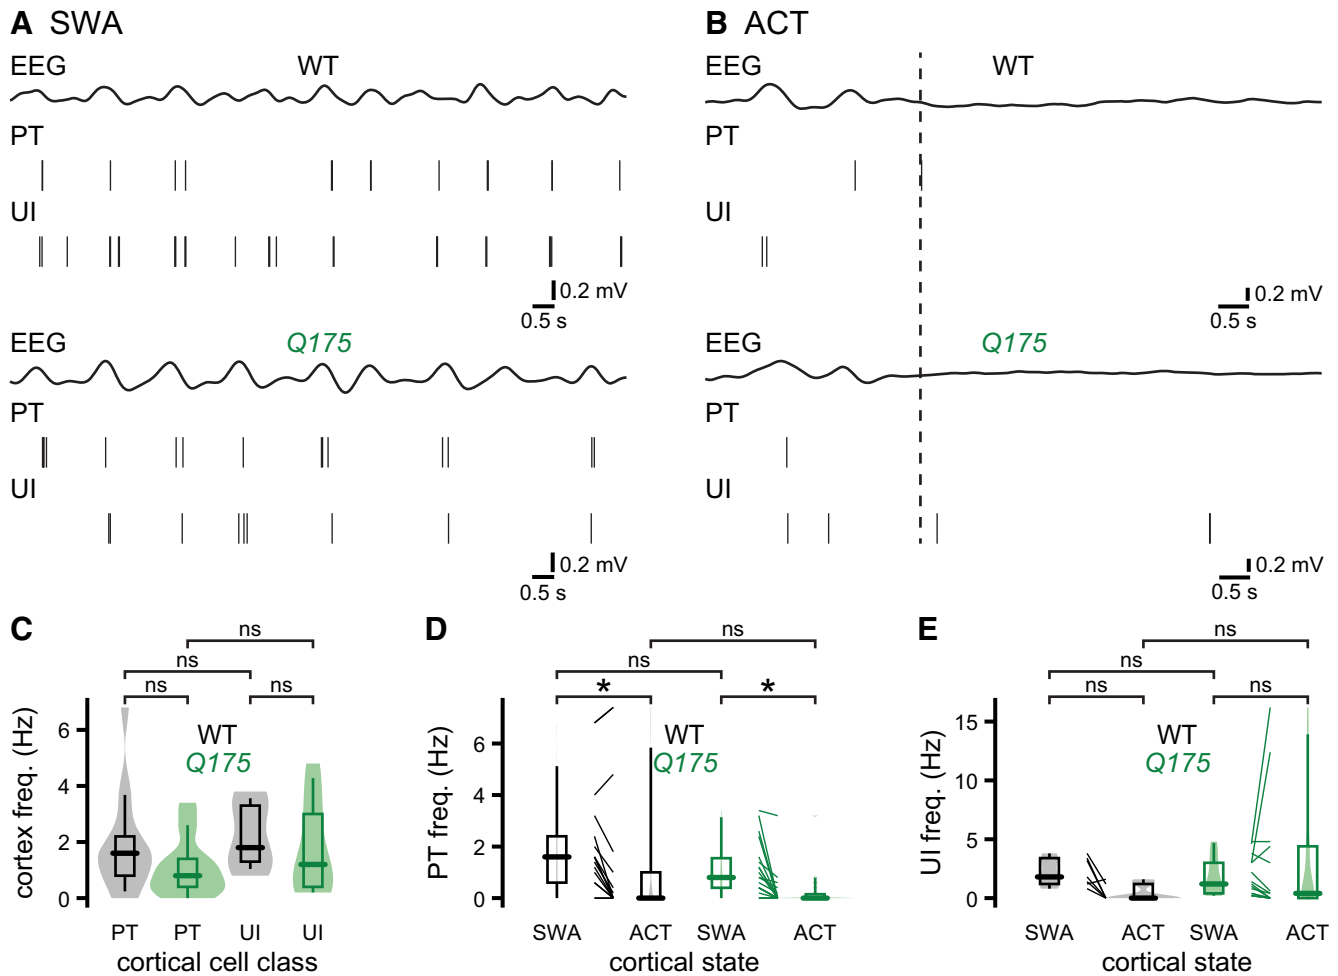 A SWA
EEG WT
PT
UI
0.2 mV
0.5 s
EEG Q175
PT
UI
0.2 mV
0.5 s
B ACT
EEG WT
PT
UI
0.2 mV
0.5 s
EEG Q175
PT
UI
0.2 mV
0.5 s
C
ns
ns
ns ns
WT
Q175
cortex freq. (Hz)
6
4
2
0
PT PT UI UI
cortical cell class
D
ns
ns
* *
WT
Q175
PT freq. (Hz)
6
4
2
0
SWA ACT SWA ACT
cortical state
E
ns
ns
ns ns
WT
Q175
UI freq. (Hz)
15
10
5
0
SWA ACT SWA ACT
cortical state